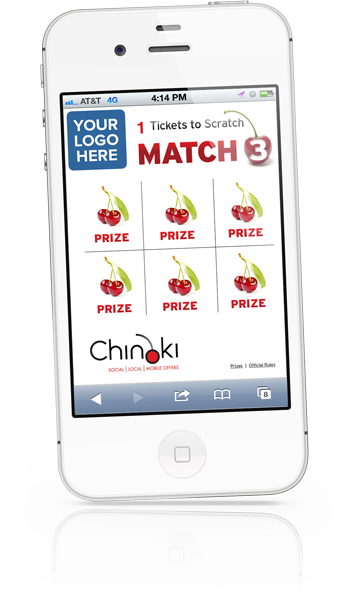 AT&T 4G 4:14 PM
YOUR
LOGO
HERE
1 Tickets to Scratch
MATCH 3
PRIZE PRIZE PRIZE
PRIZE PRIZE PRIZE
Chinoki
SOCIAL | LOCAL | MOBILE OFFERS
Prizes | Official Rules
8